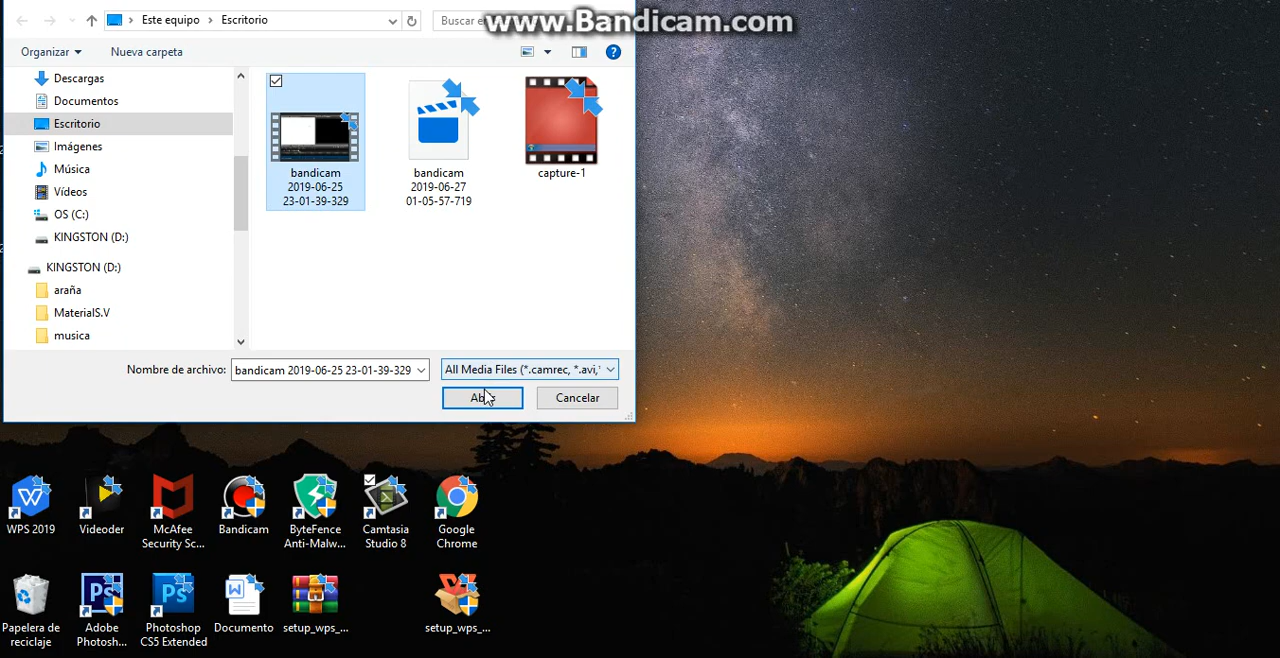 Este equipo > Escritorio
Buscar e
www.Bandicam.com
Organizar
Nueva carpeta
Descargas
Documentos
Escritorio
Imágenes
Música
Vídeos
OS (C:)
KINGSTON (D:)
KINGSTON (D:)
araña
MaterialS.V
musica
bandicam
2019-06-25
23-01-39-329
bandicam
2019-06-27
01-05-57-719
capture-1
Nombre de archivo:
bandicam 2019-06-25 23-01-39-329
All Media Files (*.camrec, *.avi,
Cancelar
WPS 2019
Videoder
McAfee
Security Sc...
Bandicam
ByteFence
Anti-Malw...
Camtasia
Studio 8
Google
Chrome
Papelera de
reciclaje
Adobe
Photosh...
Photoshop
CS5 Extended
Documento
setup_wps_...
setup_wps_...